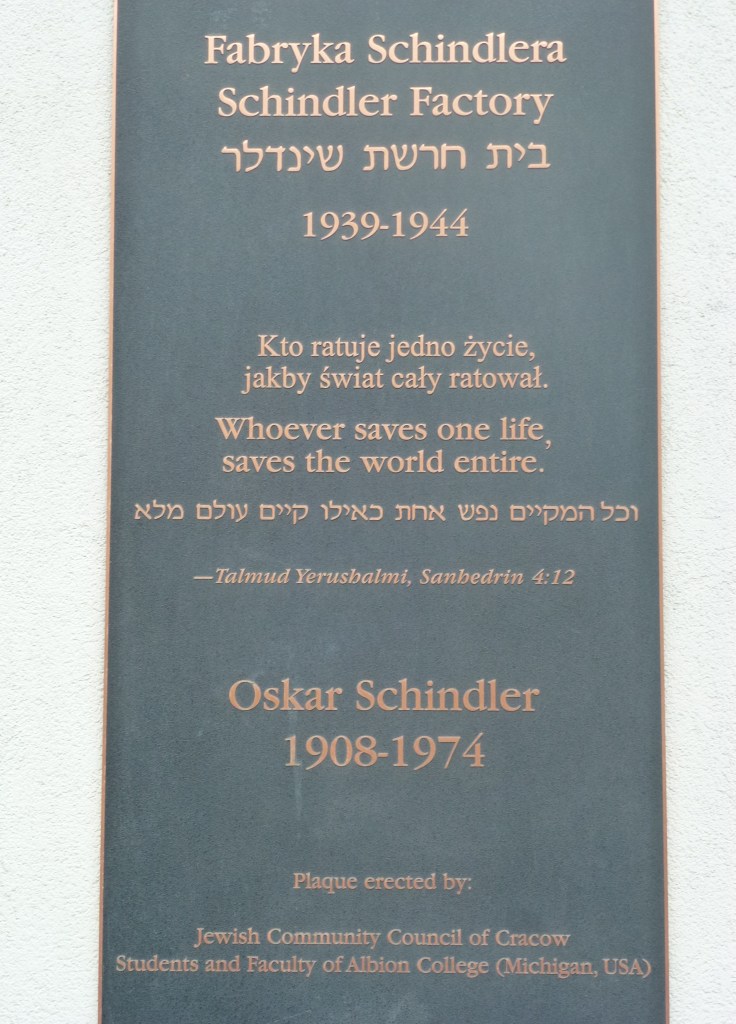 Fabryka Schindlera
Schindler Factory
בית חרשת שינדלר
1939-1944
Kto ratuje jedno życie,
jakby świat cały ratował.
Whoever saves one life,
saves the world entire.
וכל המקיים נפש אחת כאילו קיים עולם מלא
—Talmud Yerushalmi, Sanhedrin 4:12
Oskar Schindler
1908-1974
Plaque erected by:
Jewish Community Council of Cracow
Students and Faculty of Albion College (Michigan, USA)